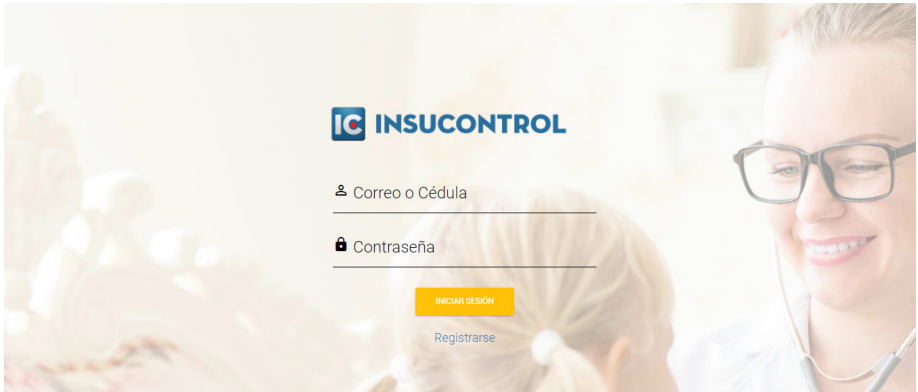 IC INSUCONTROL
Correo o Cédula
Contraseña
INICIAR SESIÓN
Registrarse